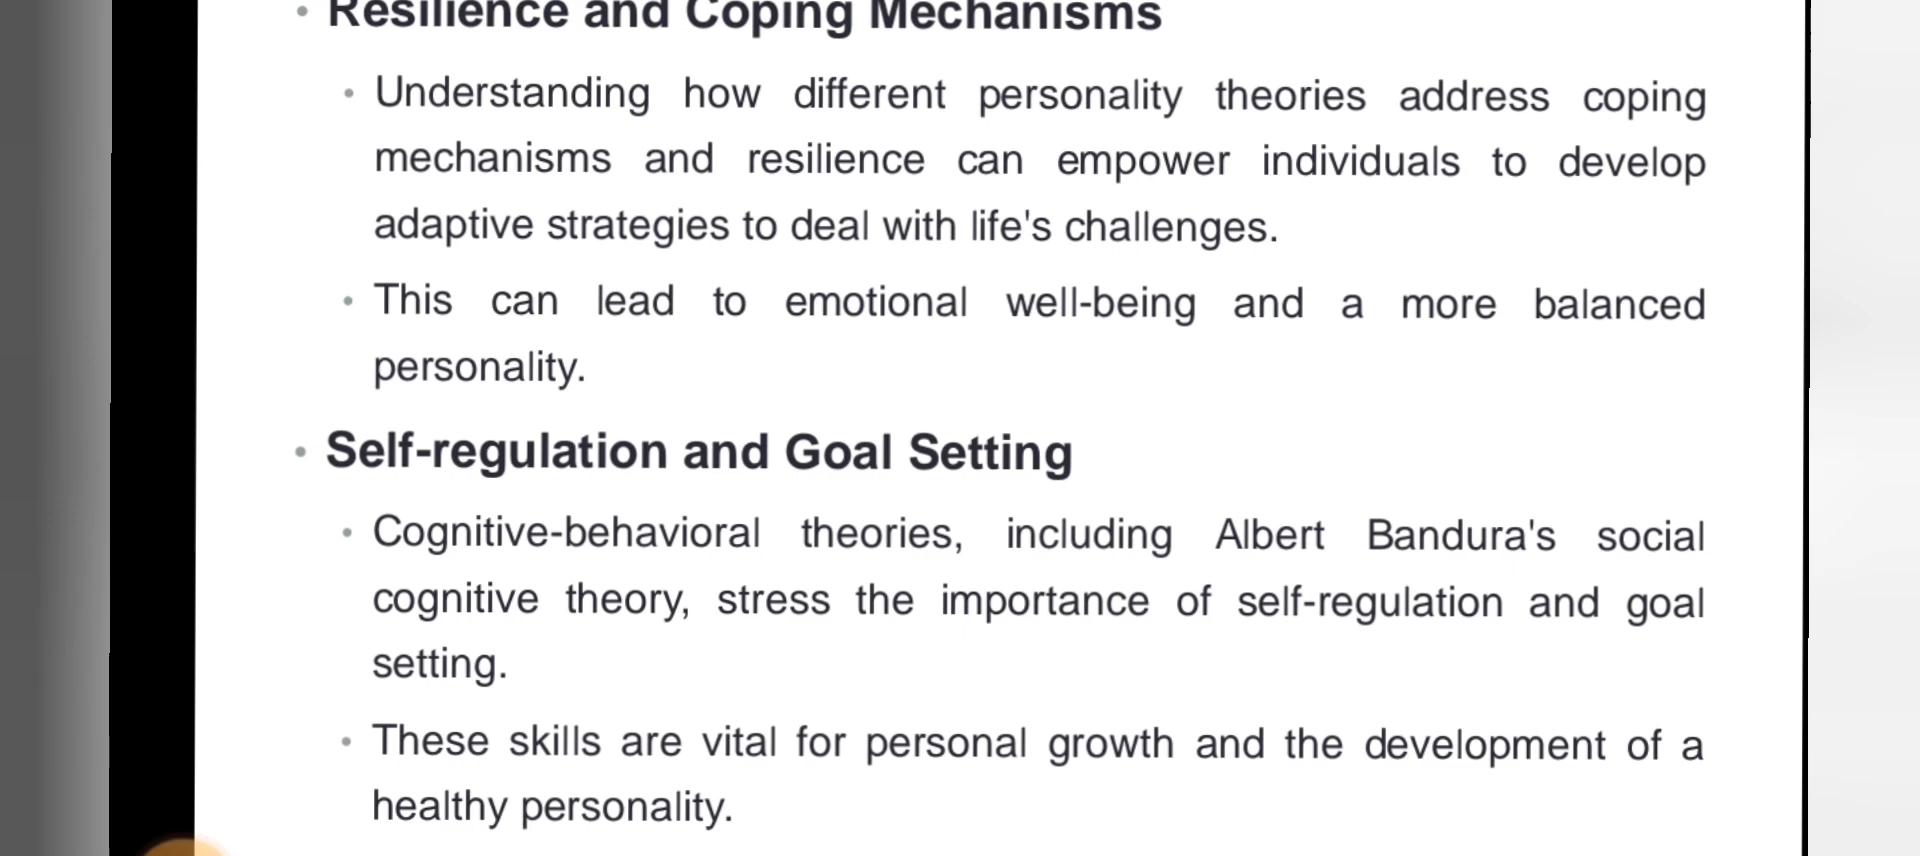 • Resilience and Coping Mechanisms
• Understanding how different personality theories address coping
mechanisms and resilience can empower individuals to develop
adaptive strategies to deal with life's challenges.
• This can lead to emotional well-being and a more balanced
personality.
• Self-regulation and Goal Setting
• Cognitive-behavioral theories, including Albert Bandura's social
cognitive theory, stress the importance of self-regulation and goal
setting.
• These skills are vital for personal growth and the development of a
healthy personality.